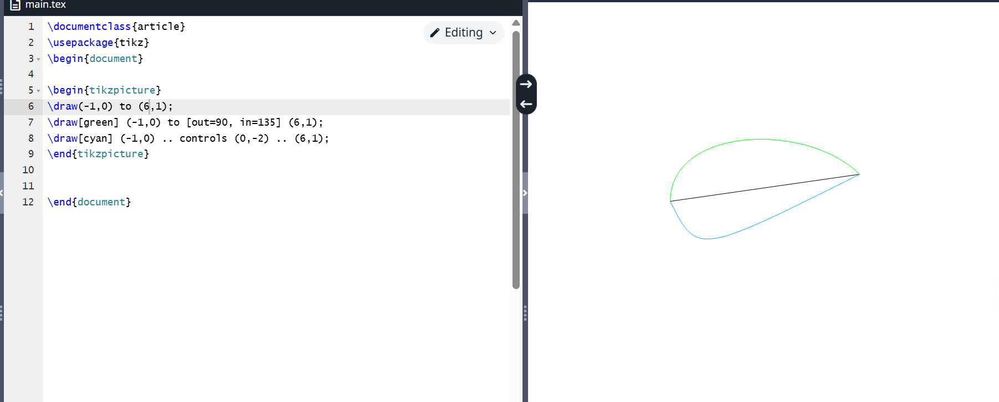 main.tex
Editing
1 \documentclass{article}
2 \usepackage{tikz}
3 \begin{document}
4
5 \begin{tikzpicture}
6 \draw(-1,0) to (6,1);
7 \draw[green] (-1,0) to [out=90, in=135] (6,1);
8 \draw[cyan] (-1,0) .. controls (0,-2) .. (6,1);
9 \end{tikzpicture}
10
11
12 \end{document}